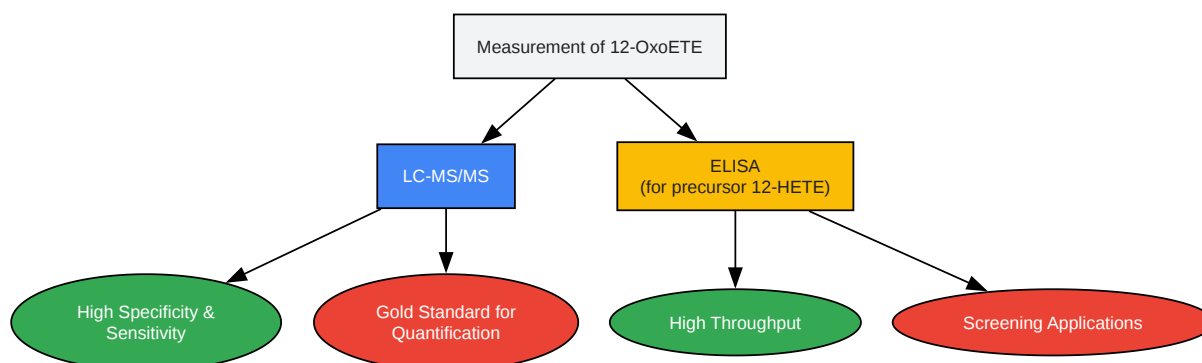 Measurement of 12-OxoETE
LC-MS/MS
ELISA
(for precursor 12-HETE)
High Specificity &
Sensitivity
Gold Standard for
Quantification
High Throughput
Screening Applications